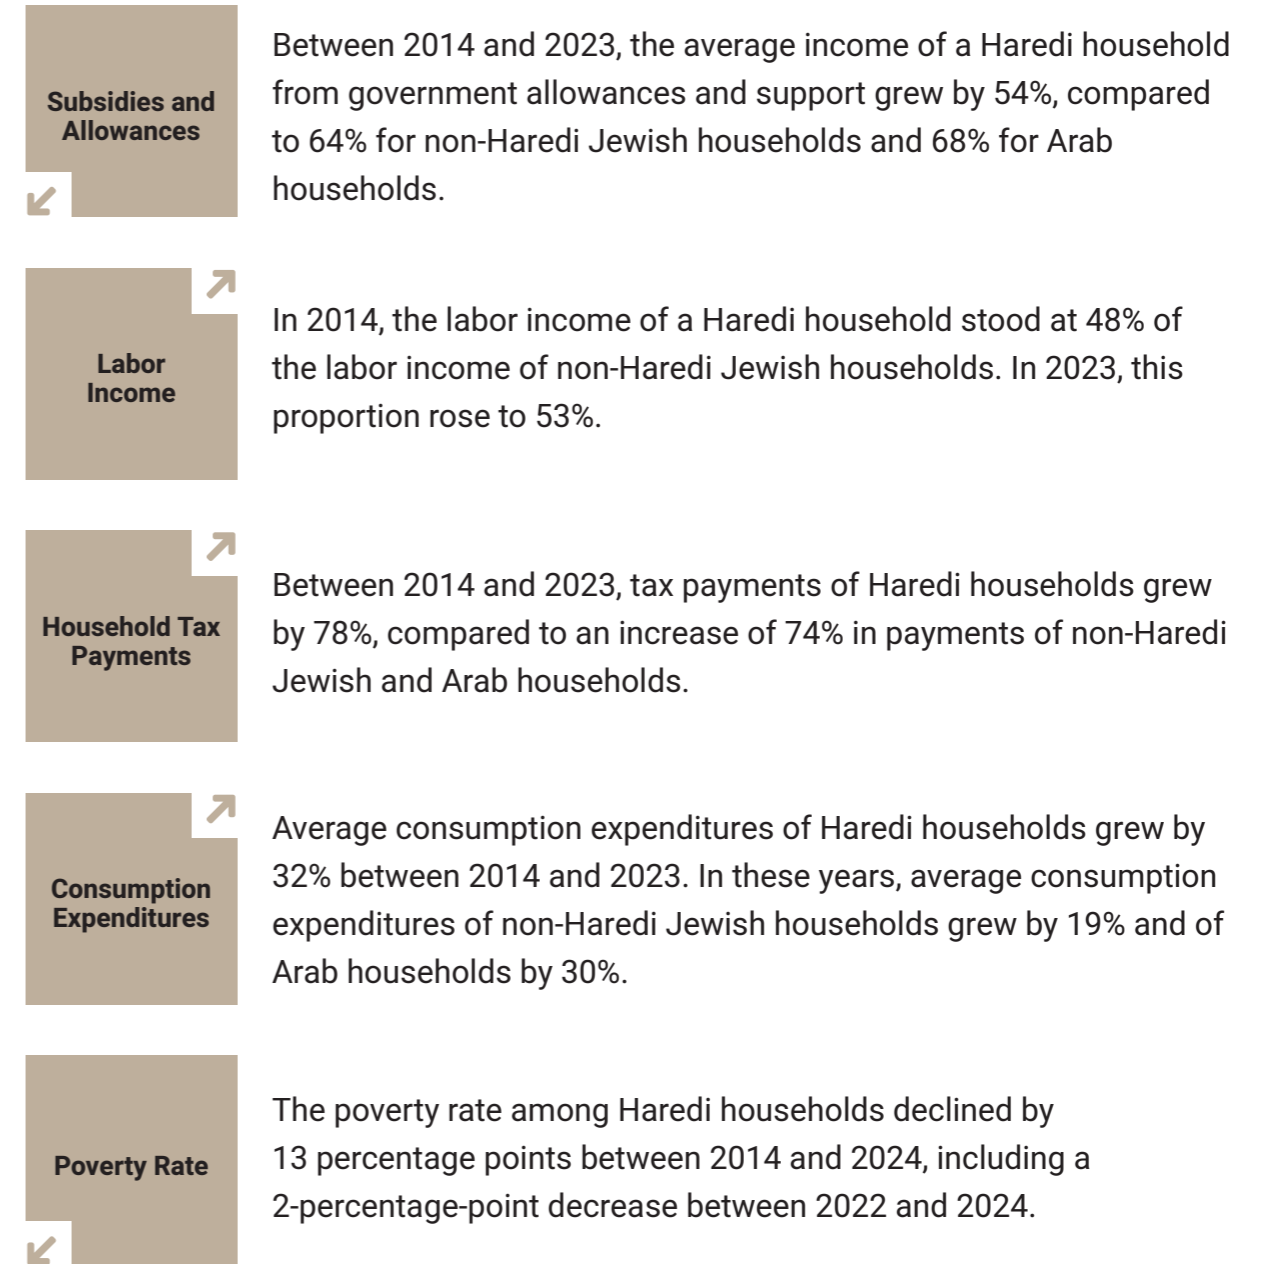 Subsidies and
Allowances
Between 2014 and 2023, the average income of a Haredi household
from government allowances and support grew by 54%, compared
to 64% for non-Haredi Jewish households and 68% for Arab
households.
Labor
Income
In 2014, the labor income of a Haredi household stood at 48% of
the labor income of non-Haredi Jewish households. In 2023, this
proportion rose to 53%.
Household Tax
Payments
Between 2014 and 2023, tax payments of Haredi households grew
by 78%, compared to an increase of 74% in payments of non-Haredi
Jewish and Arab households.
Consumption
Expenditures
Average consumption expenditures of Haredi households grew by
32% between 2014 and 2023. In these years, average consumption
expenditures of non-Haredi Jewish households grew by 19% and of
Arab households by 30%.
Poverty Rate
The poverty rate among Haredi households declined by
13 percentage points between 2014 and 2024, including a
2-percentage-point decrease between 2022 and 2024.